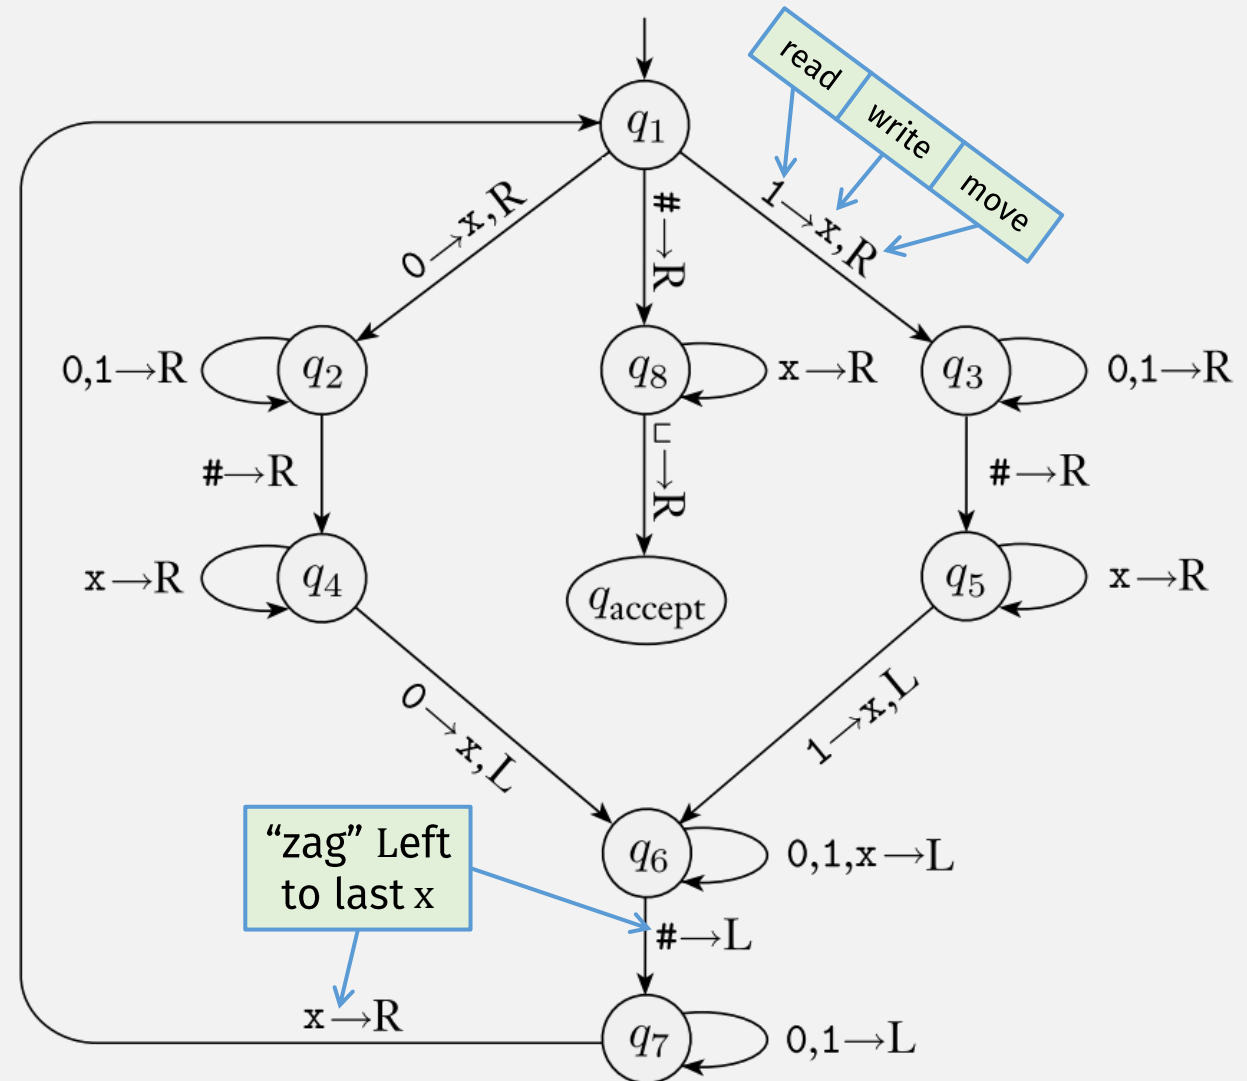 read
write
move
q1
0→x,R
#→R
1→x,R
0,1→R
q2
q8
x→R
q3
0,1→R
#→R
⊔→R
#→R
x→R
q4
qaccept
q5
x→R
0→x,L
1→x,L
“zag” Left
to last x
q6
0,1,x→L
#→L
x→R
q7
0,1→L